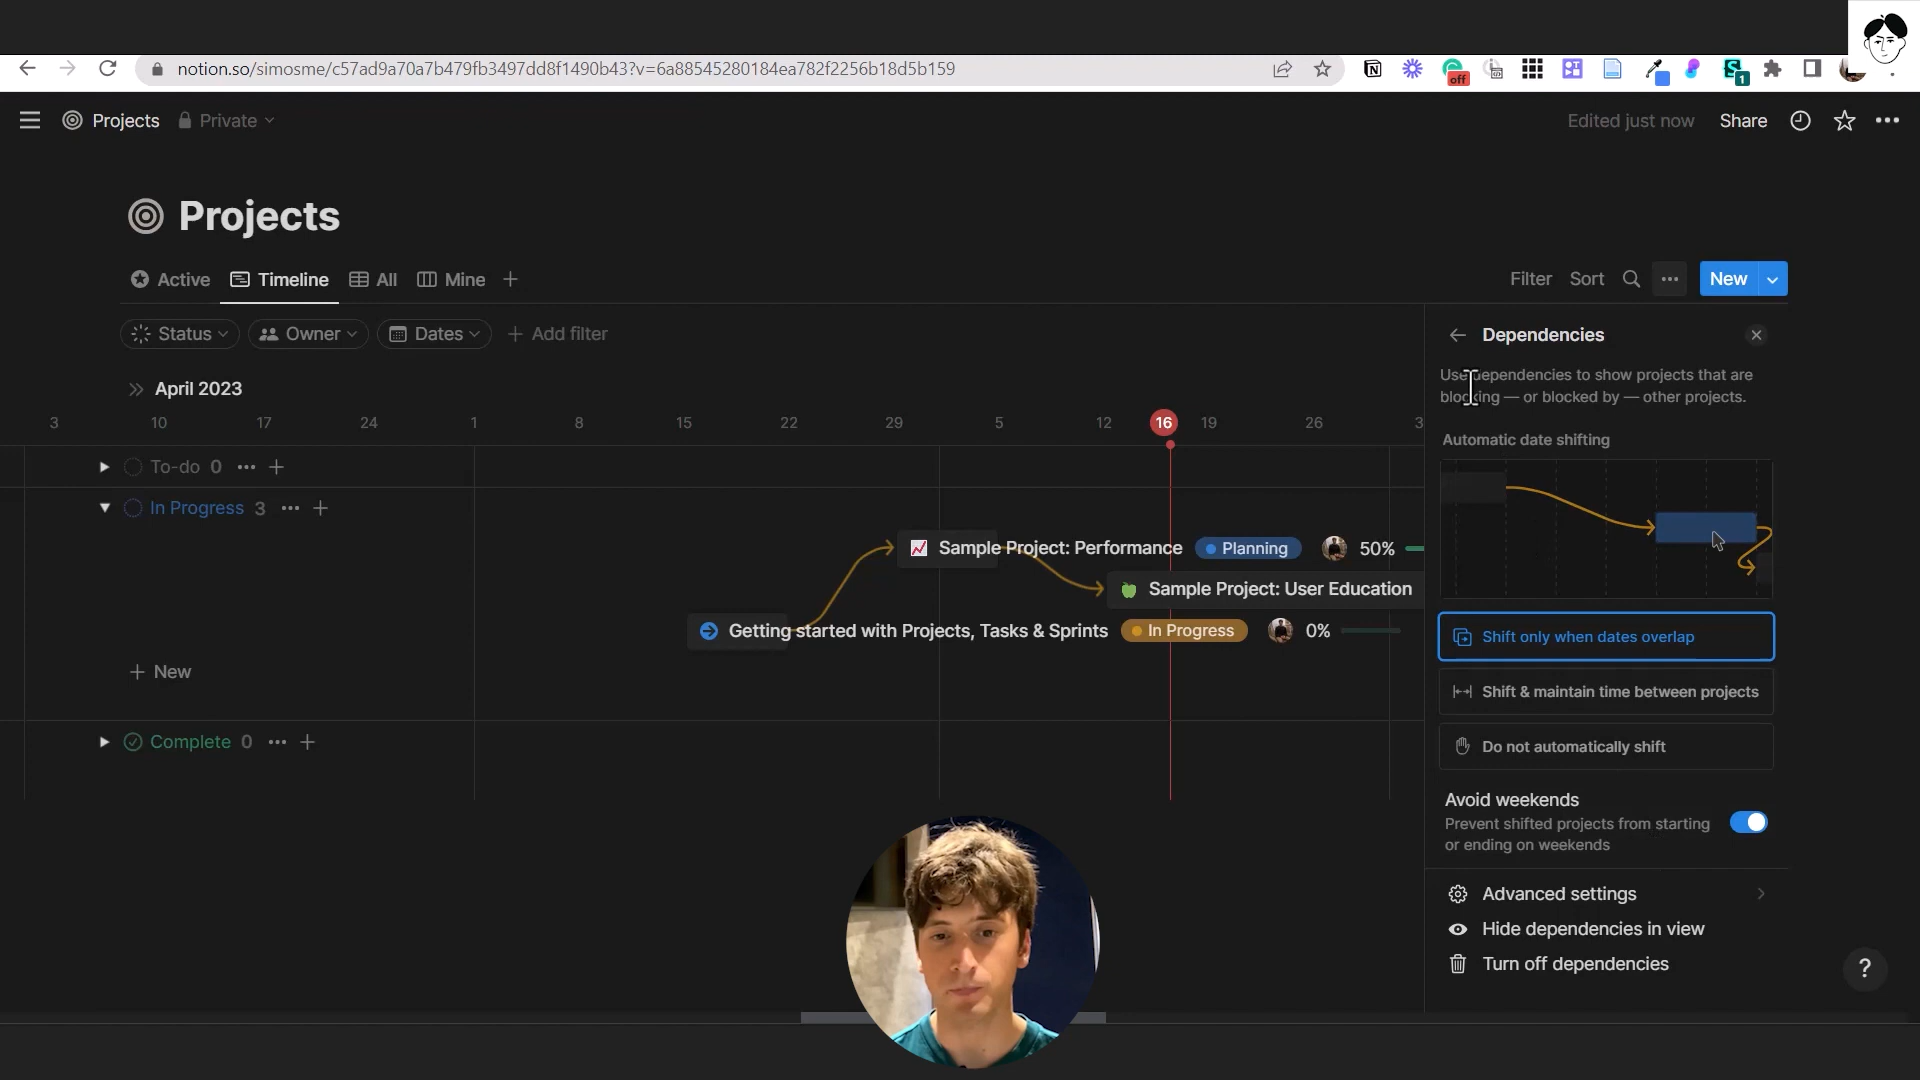 notion.so/simosme/c57ad9a70a7b479fb3497dd8f1490b43?v=6a88545280184ea782f2256b18d5b159
off
1
Projects Private
Edited just now Share
Projects
Active Timeline All Mine
Filter Sort New
Status Owner Dates Add filter
April 2023
3 10 17 24 1 8 15 22 29 5 12 16 19 26 3
To-do 0
In Progress 3
Sample Project: Performance Planning 50%
Sample Project: User Education
Getting started with Projects, Tasks & Sprints In Progress 0%
New
Complete 0
Dependencies
Use dependencies to show projects that are
blocking — or blocked by — other projects.
Automatic date shifting
Shift only when dates overlap
Shift & maintain time between projects
Do not automatically shift
Avoid weekends
Prevent shifted projects from starting
or ending on weekends
Advanced settings
Hide dependencies in view
Turn off dependencies
?